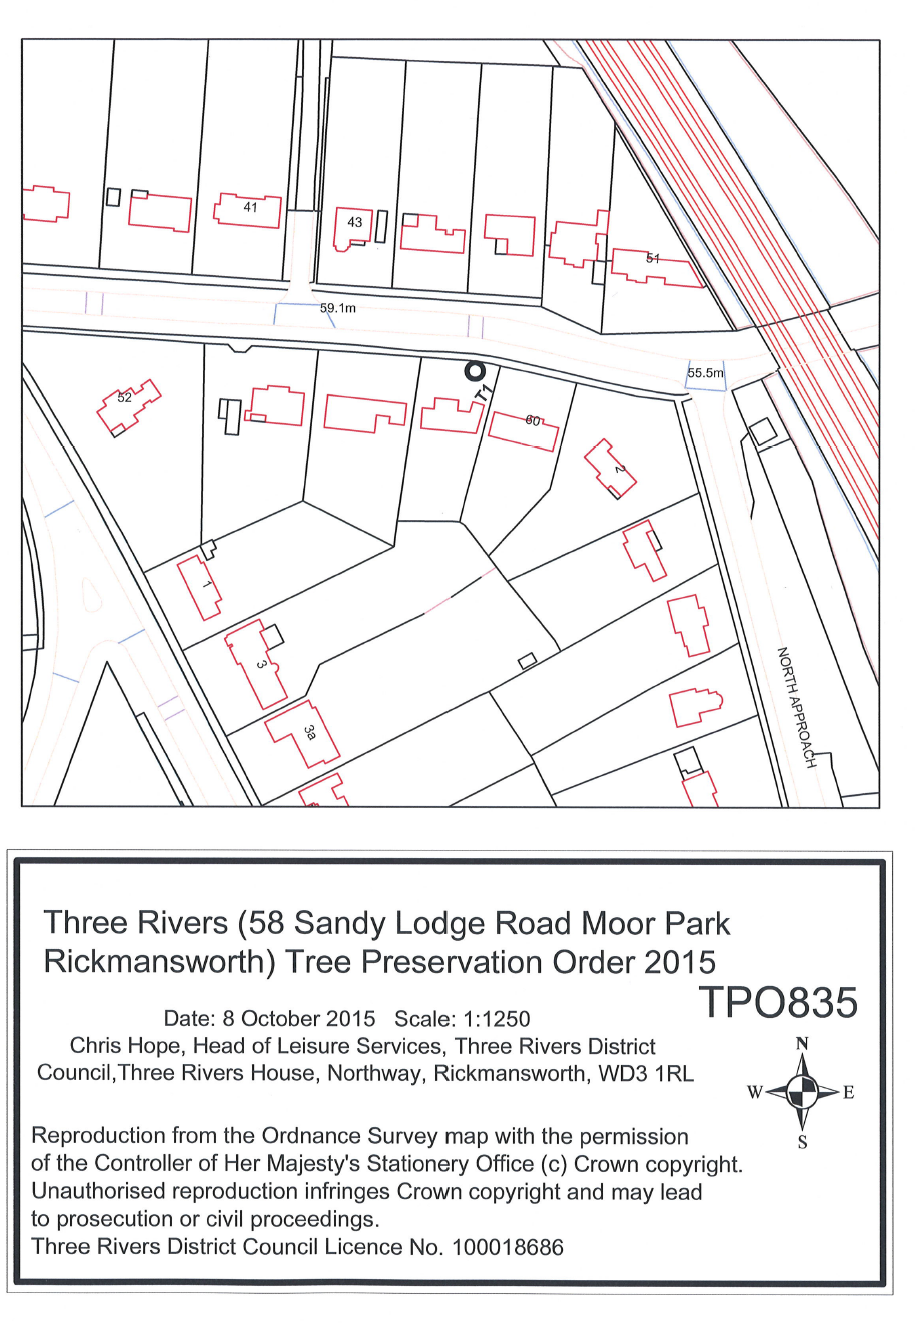 41
43
51
59.1m
55.5m
52
T1
60
2
1
3
3a
NORTH APPROACH
Three Rivers (58 Sandy Lodge Road Moor Park
Rickmansworth) Tree Preservation Order 2015
TPO835
Date: 8 October 2015 Scale: 1:1250
Chris Hope, Head of Leisure Services, Three Rivers District
Council,Three Rivers House, Northway, Rickmansworth, WD3 1RL
N
W E
S
Reproduction from the Ordnance Survey map with the permission
of the Controller of Her Majesty's Stationery Office (c) Crown copyright.
Unauthorised reproduction infringes Crown copyright and may lead
to prosecution or civil proceedings.
Three Rivers District Council Licence No. 100018686